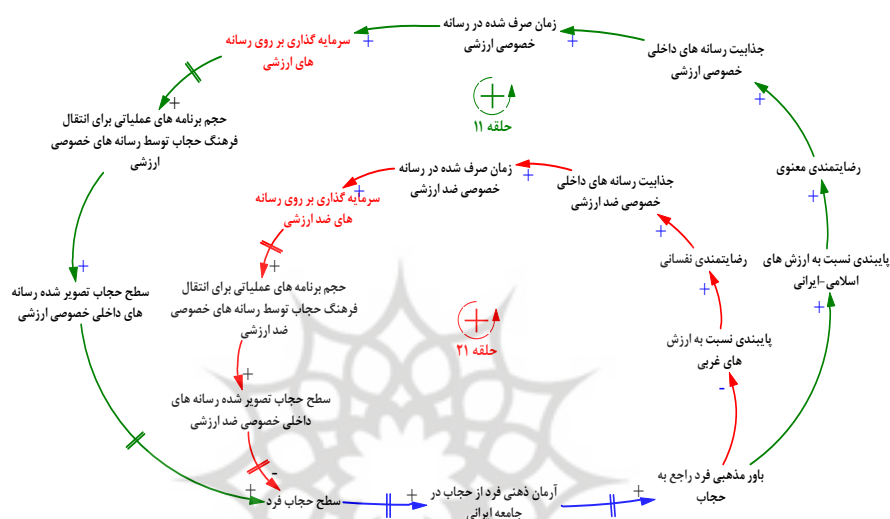 زمان صرف شده در رسانه
خصوصی ارزشی
جذابیت رسانه های داخلی
خصوصی ارزشی
سرمایه گذاری بر روی رسانه
های ارزشی
حجم برنامه های عملیاتی برای انتقال
فرهنگ حجاب توسط رسانه های خصوصی
ارزشی
حلقه ۱۱
رضایتمندی معنوی
زمان صرف شده در رسانه
خصوصی ضد ارزشی
جذابیت رسانه های داخلی
خصوصی ضد ارزشی
سرمایه گذاری بر روی رسانه
های ضد ارزشی
پایبندی نسبت به ارزش های
اسلامی-ایرانی
رضایتمندی نفسانی
حجم برنامه های عملیاتی برای انتقال
فرهنگ حجاب توسط رسانه های خصوصی
ضد ارزشی
سطح حجاب تصویر شده رسانه
های داخلی خصوصی ارزشی
حلقه ۲۱
پایبندی نسبت به ارزش
های غربی
سطح حجاب تصویر شده رسانه های
داخلی خصوصی ضد ارزشی
باور مذهبی فرد راجع به
حجاب
سطح حجاب فرد
آرمان ذهنی فرد از حجاب در
جامعه ایرانی